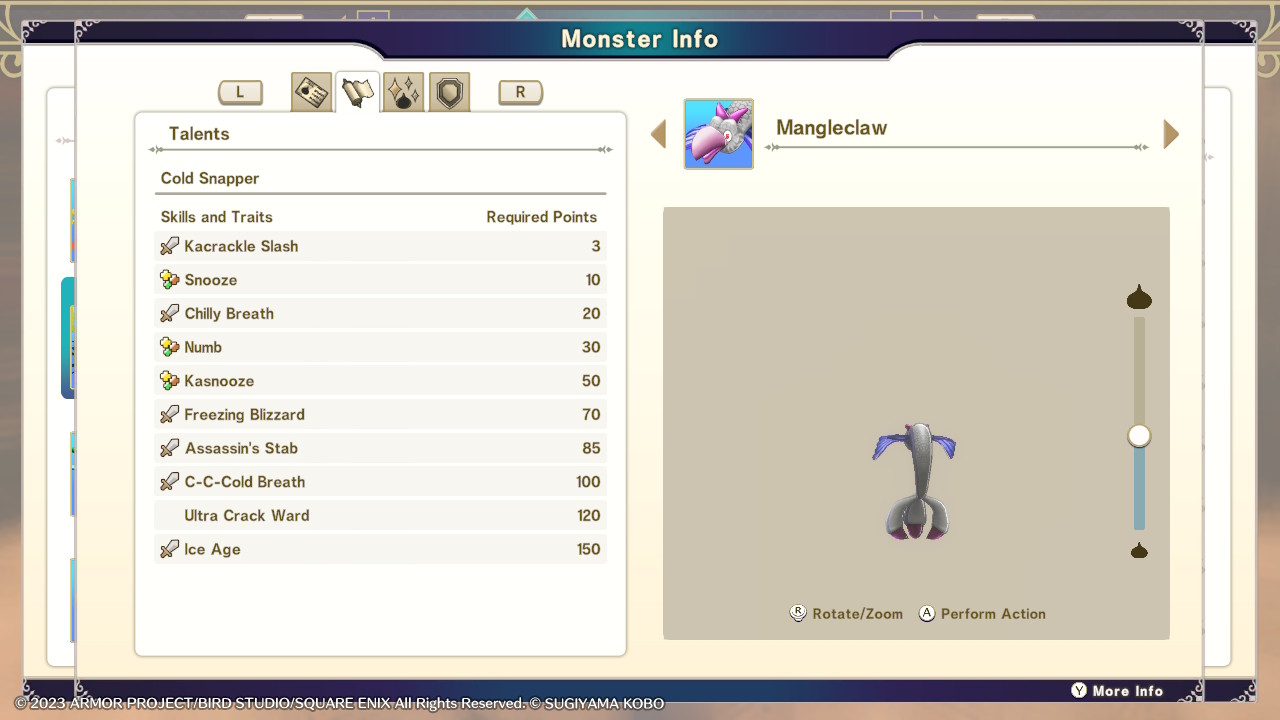 Monster Info
L
R
Talents
Cold Snapper
Skills and Traits Required Points
Kacrackle Slash 3
Snooze 10
Chilly Breath 20
Numb 30
Kasnooze 50
Freezing Blizzard 70
Assassin's Stab 85
C-C-Cold Breath 100
Ultra Crack Ward 120
Ice Age 150
Mangleclaw
R Rotate/Zoom A Perform Action
Y More Info
© 2023 ARMOR PROJECT/BIRD STUDIO/SQUARE ENIX All Rights Reserved. © SUGIYAMA KOBO